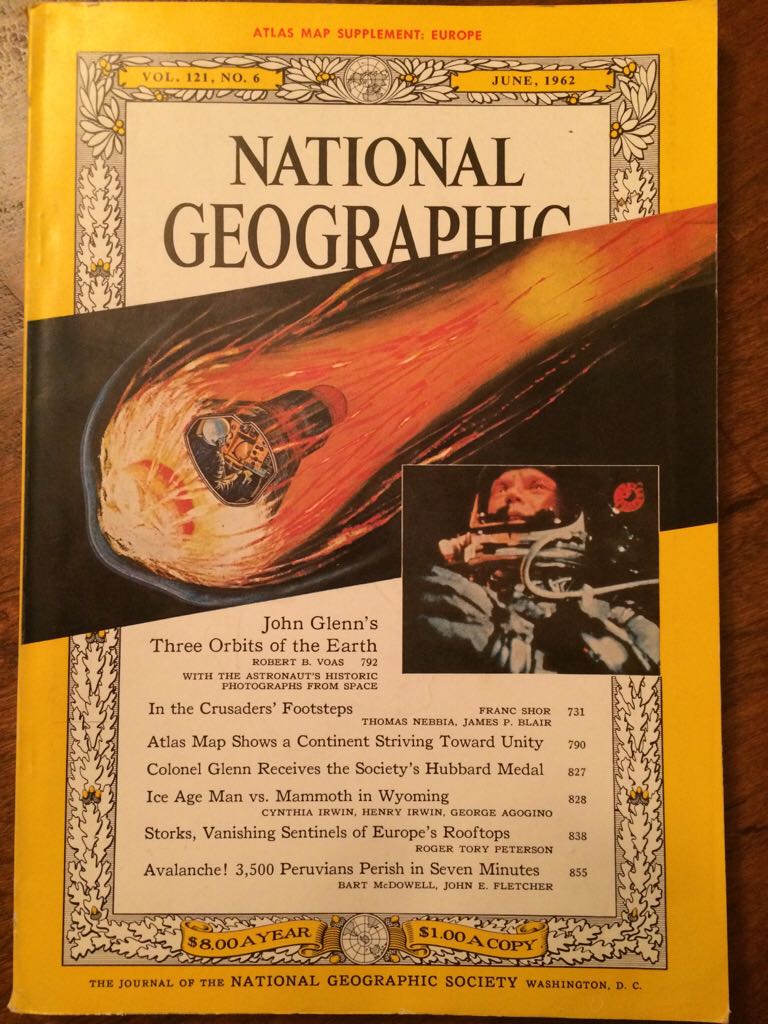 ATLAS MAP SUPPLEMENT: EUROPE
VOL. 121, NO. 6
JUNE, 1962
NATIONAL
GEOGRAPHIC
John Glenn's
Three Orbits of the Earth
ROBERT B. VOAS 792
WITH THE ASTRONAUT'S HISTORIC
PHOTOGRAPHS FROM SPACE
In the Crusaders' Footsteps FRANC SHOR 731
THOMAS NEBBIA, JAMES P. BLAIR
Atlas Map Shows a Continent Striving Toward Unity 790
Colonel Glenn Receives the Society's Hubbard Medal 827
Ice Age Man vs. Mammoth in Wyoming 828
CYNTHIA IRWIN, HENRY IRWIN, GEORGE AGOGINO
Storks, Vanishing Sentinels of Europe's Rooftops 838
ROGER TORY PETERSON
Avalanche! 3,500 Peruvians Perish in Seven Minutes 855
BART McDOWELL, JOHN E. FLETCHER
$8.00 A YEAR
$1.00 A COPY
THE JOURNAL OF THE NATIONAL GEOGRAPHIC SOCIETY WASHINGTON, D. C.